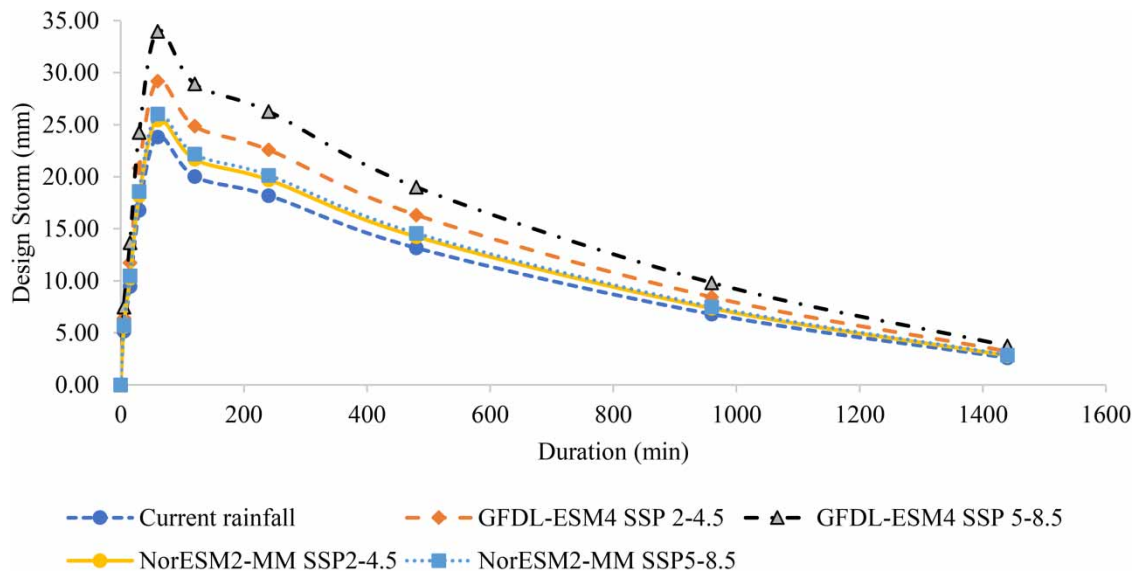 35.00
30.00
25.00
20.00
15.00
10.00
5.00
0.00
Design Storm (mm)
0 200 400 600 800 1000 1200 1400 1600
Duration (min)
Current rainfall GFDL-ESM4 SSP 2-4.5 GFDL-ESM4 SSP 5-8.5
NorESM2-MM SSP2-4.5 NorESM2-MM SSP5-8.5